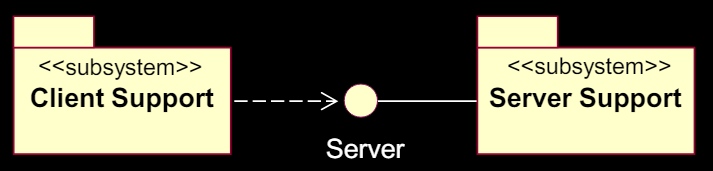 <<subsystem>>
Client Support
Server
<<subsystem>>
Server Support